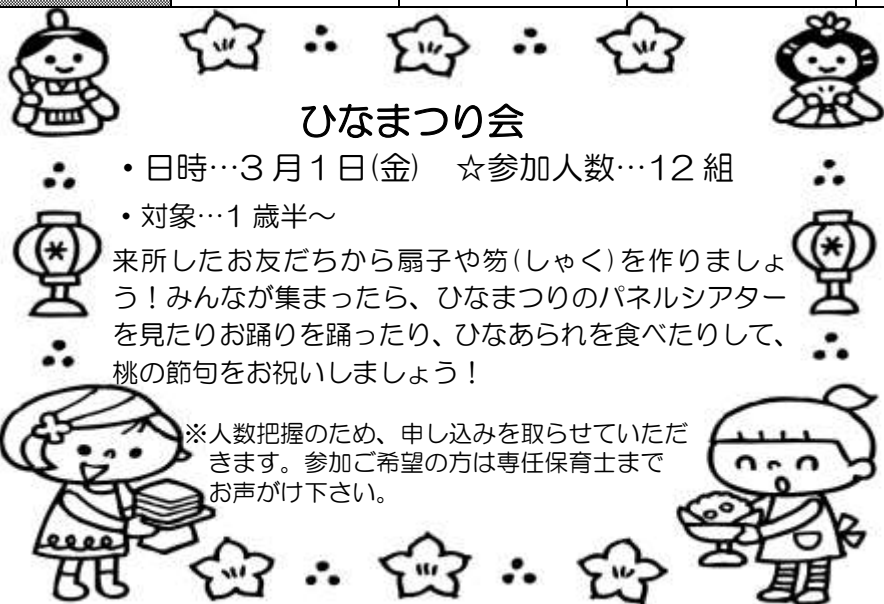 ひなまつり会
・日時…3月1日(金)　☆参加人数…12組
・対象…1歳半～
来所したお友だちから扇子や笏(しゃく)を作りましょ
う！みんなが集まったら、ひなまつりのパネルシアター
を見たりお踊りを踊ったり、ひなあられを食べたりして、
桃の節句をお祝いしましょう！
※人数把握のため、申し込みを取らせていただ
きます。参加ご希望の方は専任保育士まで
お声がけ下さい。